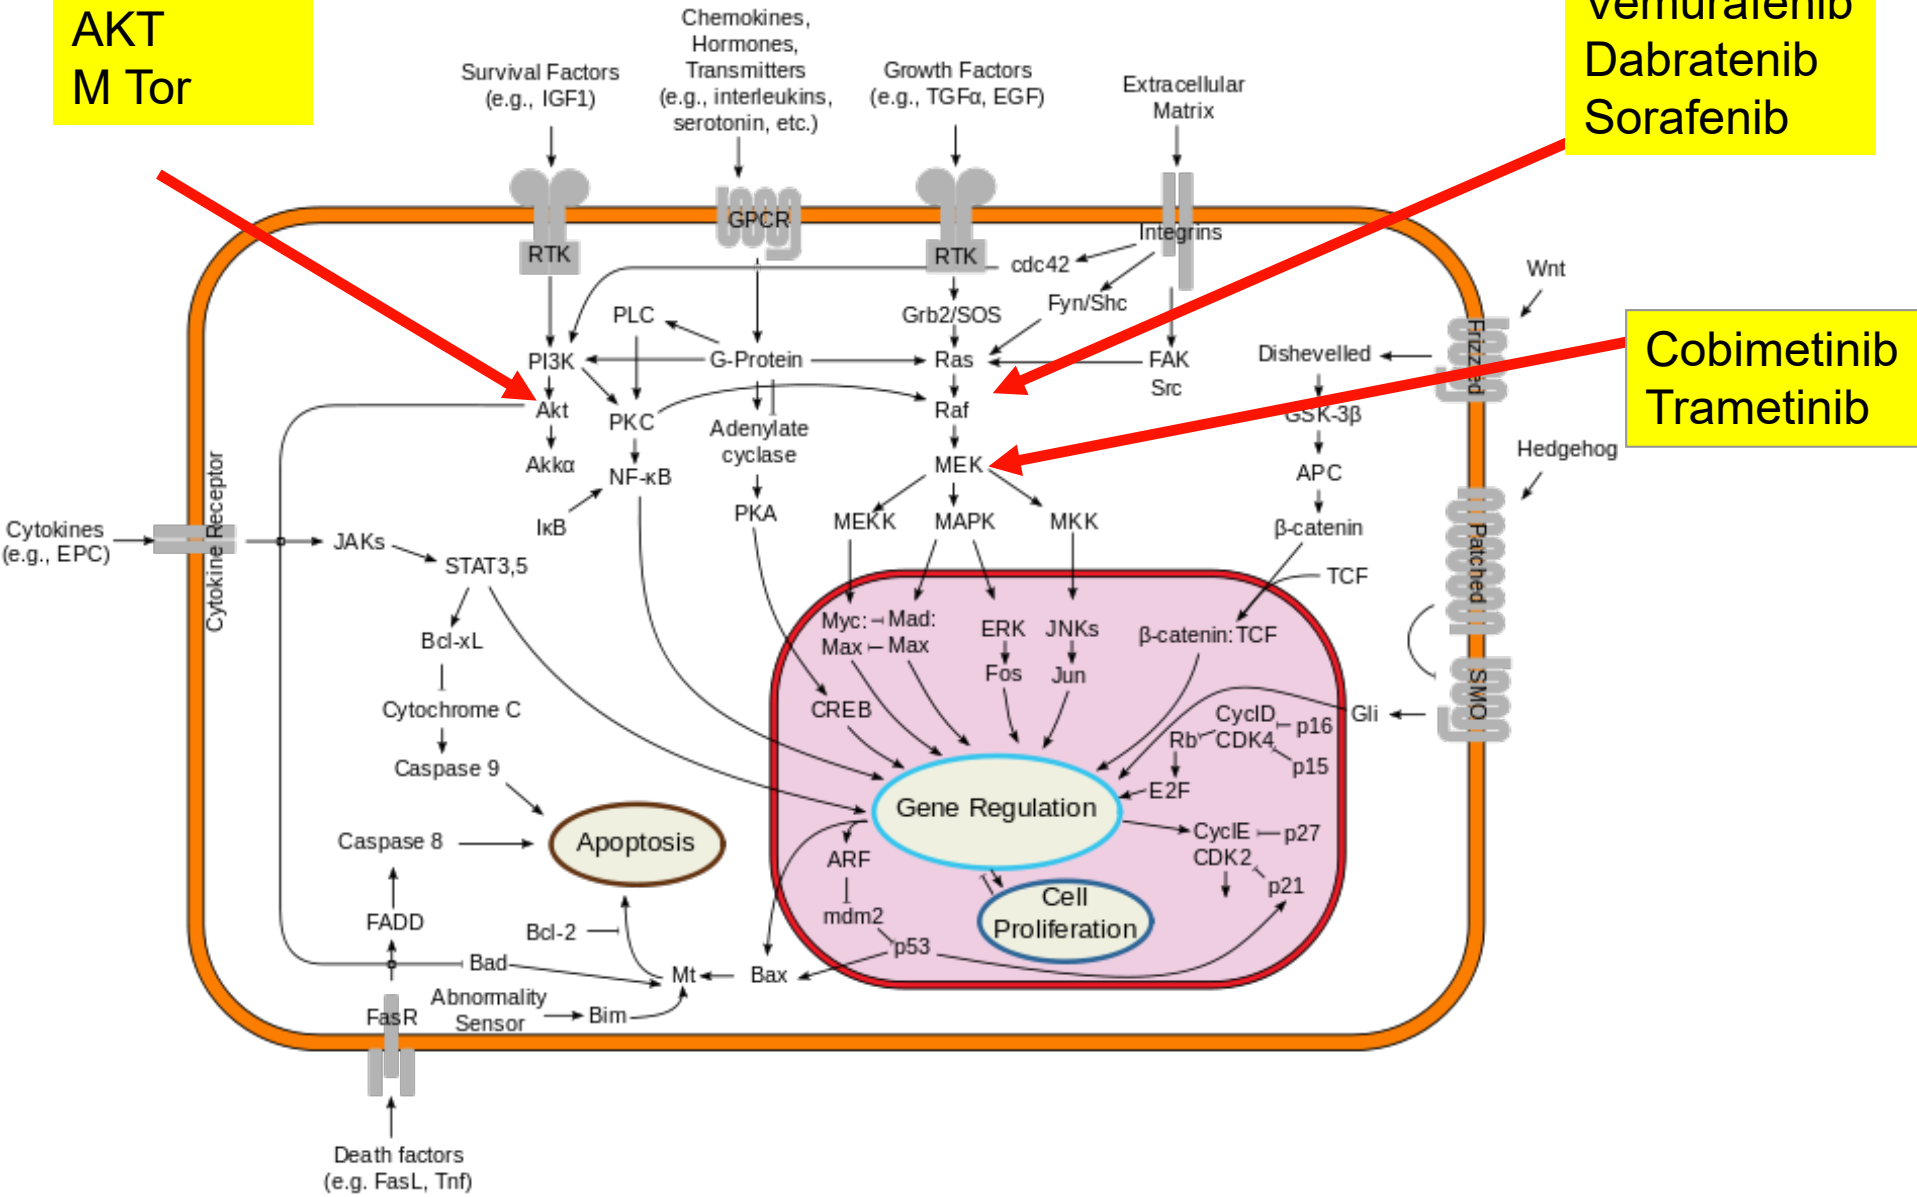 AKT
M Tor
Vemurafenib
Dabratenib
Sorafenib
Cobimetinib
Trametinib
Survival Factors
(e.g., IGF1)
Chemokines,
Hormones,
Transmitters
(e.g., interleukins,
serotonin, etc.)
Growth Factors
(e.g., TGFα, EGF)
Extracellular
Matrix
RTK
GPCR
RTK
Integrins
cdc42
Fyn/Shc
Wnt
Frizzled
PLC
Grb2/SOS
PI3K
G-Protein
Ras
FAK
Src
Dishevelled
Akt
PKC
Adenylate
cyclase
Raf
GSK-3β
Akkα
NF-κB
MEK
APC
Hedgehog
IκB
PKA
MEKK
MAPK
MKK
β-catenin
Patched
Cytokines
(e.g., EPC)
Cytokine Receptor
JAKs
STAT3,5
TCF
Myc:
Max
Mad:
Max
ERK
JNKs
β-catenin:TCF
Bcl-xL
Fos
Jun
SMO
Cytochrome C
CREB
CyclD
CDK4
p16
Gli
Rb
p15
Caspase 9
E2F
Gene Regulation
Caspase 8
Apoptosis
ARF
CyclE
CDK2
p27
p21
FADD
Bcl-2
mdm2
p53
Cell
Proliferation
Bad
Mt
Bax
Abnormality
Sensor
Bim
FasR
Death factors
(e.g. FasL, Tnf)